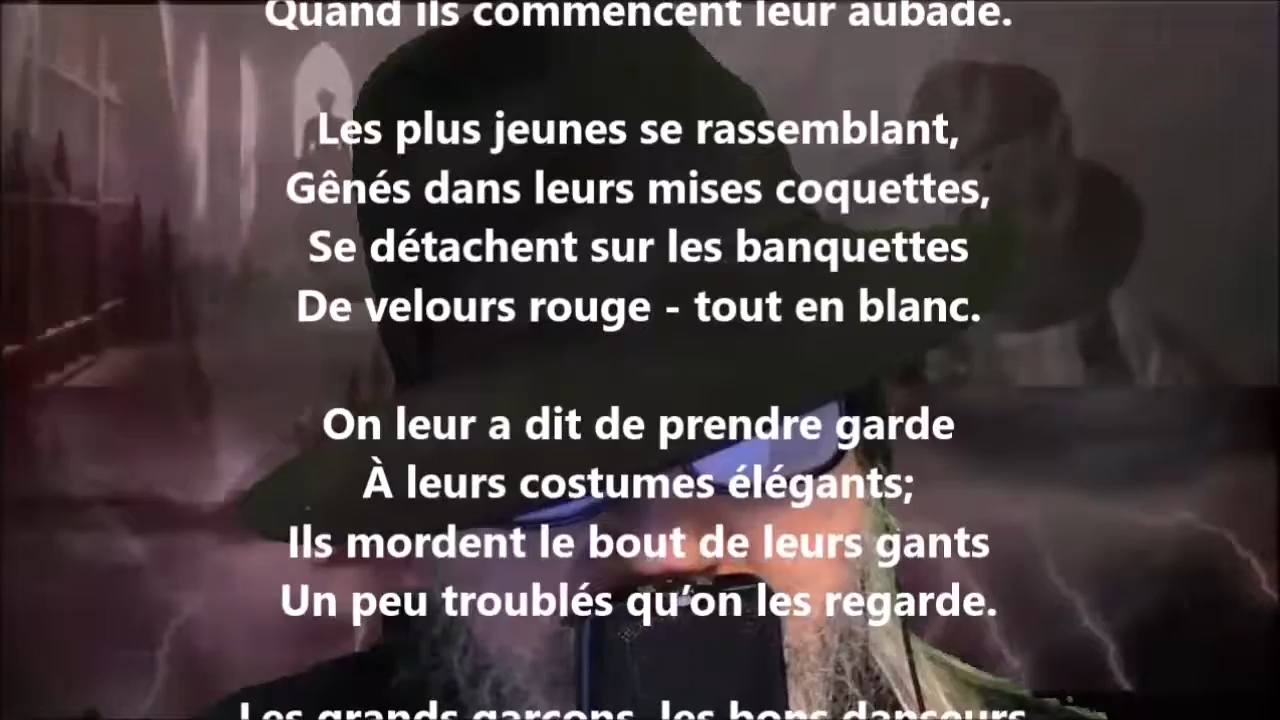 Quand ils commencent leur aubade.
Les plus jeunes se rassemblant,
Gênés dans leurs mises coquettes,
Se détachent sur les banquettes
De velours rouge - tout en blanc.
On leur a dit de prendre garde
À leurs costumes élégants;
Ils mordent le bout de leurs gants
Un peu troublés qu’on les regarde.
Les grands garçons, les bons danseurs